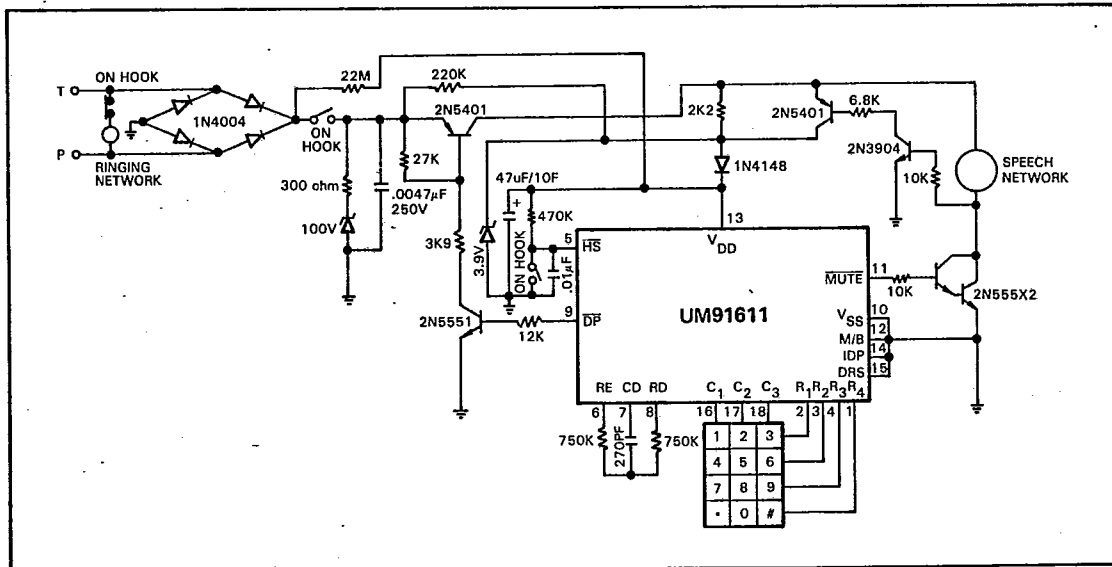 ON HOOK
T
P
1N4004
RINGING
NETWORK
22M
ON
HOOK
220K
2N5401
27K
300 ohm
.0047µF
250V
100V
3K9
2N5551
47uF/10F
470K
3.9V
ON HOOK
.01µF
12K
2K2
1N4148
2N5401
6.8K
2N3904
10K
SPEECH
NETWORK
10K
2N555X2
13
VDD
5
HS
9
DP
UM91611
MUTE
11
VSS
10
M/B
12
IDP
14
DRS
15
RE CD RD
6 7 8
750K
270PF
750K
C1 C2 C3 R1 R2 R3 R4
16 17 18 2 3 4 1
1 2 3
4 5 6
7 8 9
• 0 #